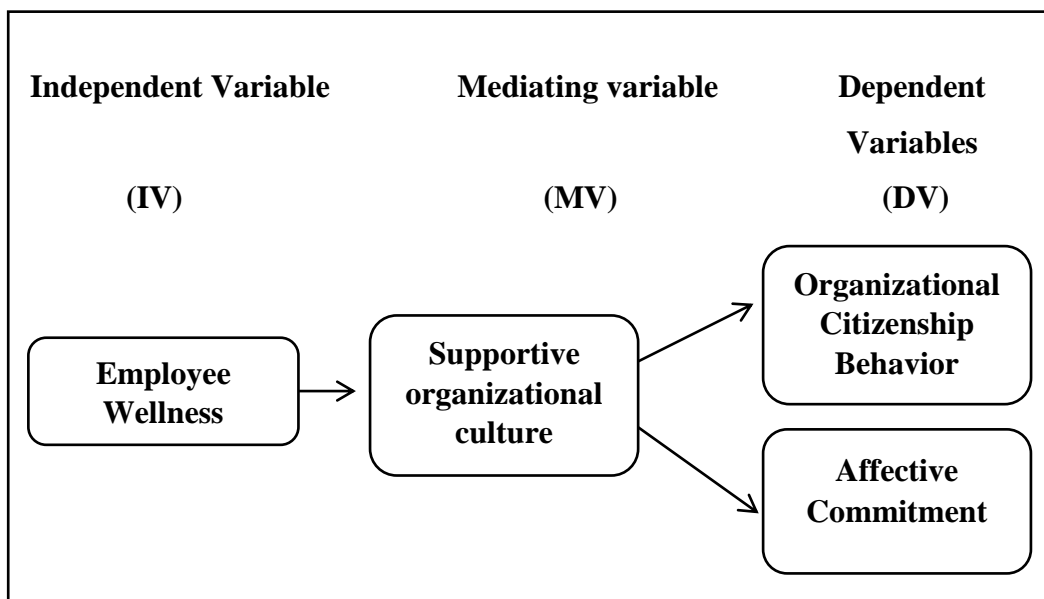 Independent Variable
Mediating variable
Dependent
Variables
(IV)
(MV)
(DV)
Employee
Wellness
Supportive
organizational
culture
Organizational
Citizenship
Behavior
Affective
Commitment